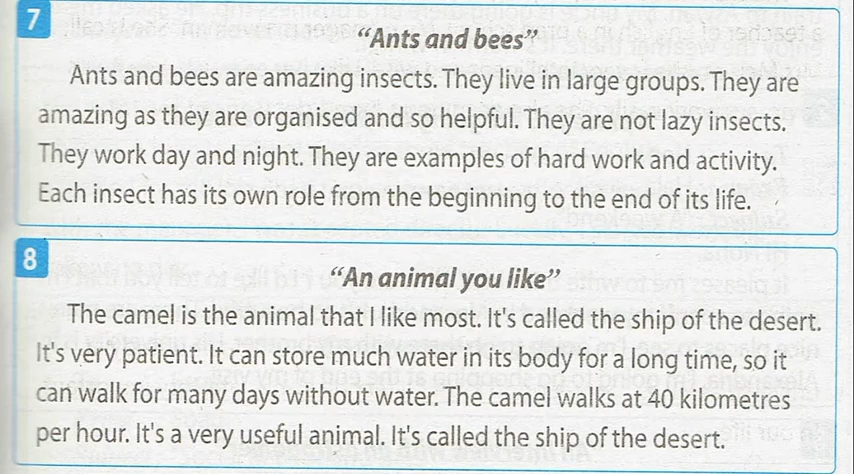 7
“Ants and bees”
Ants and bees are amazing insects. They live in large groups. They are
amazing as they are organised and so helpful. They are not lazy insects.
They work day and night. They are examples of hard work and activity.
Each insect has its own role from the beginning to the end of its life.
8
“An animal you like”
The camel is the animal that I like most. It's called the ship of the desert.
It's very patient. It can store much water in its body for a long time, so it
can walk for many days without water. The camel walks at 40 kilometres
per hour. It's a very useful animal. It's called the ship of the desert.